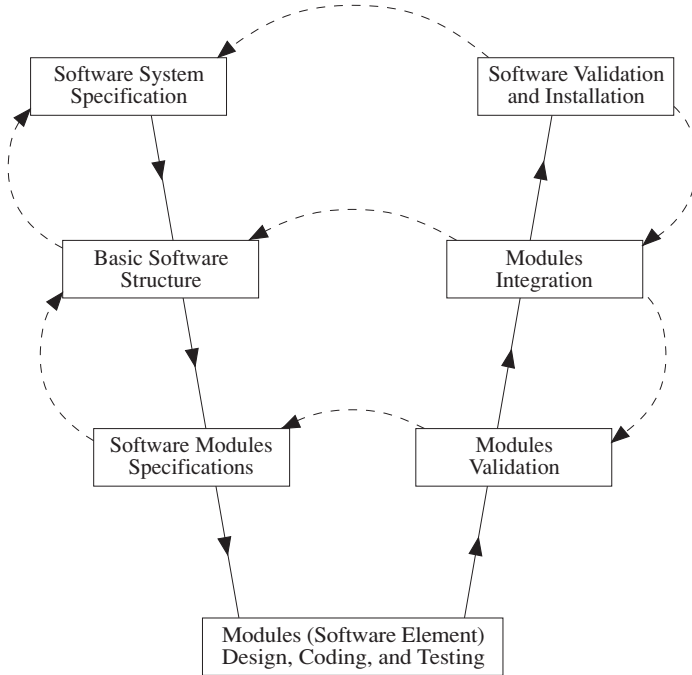 Software System
Specification
Software Validation
and Installation
Basic Software
Structure
Modules
Integration
Software Modules
Specifications
Modules
Validation
Modules (Software Element)
Design, Coding, and Testing